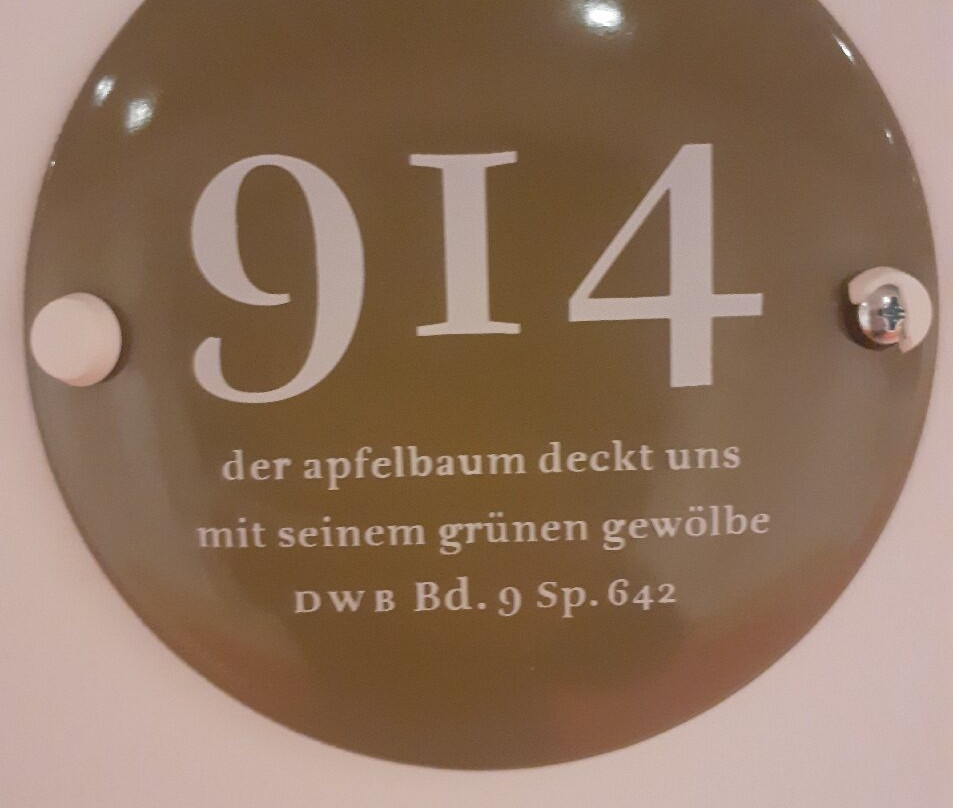 914
der apfelbaum deckt uns
mit seinem grünen gewölbe
DWB Bd. 9 Sp. 642